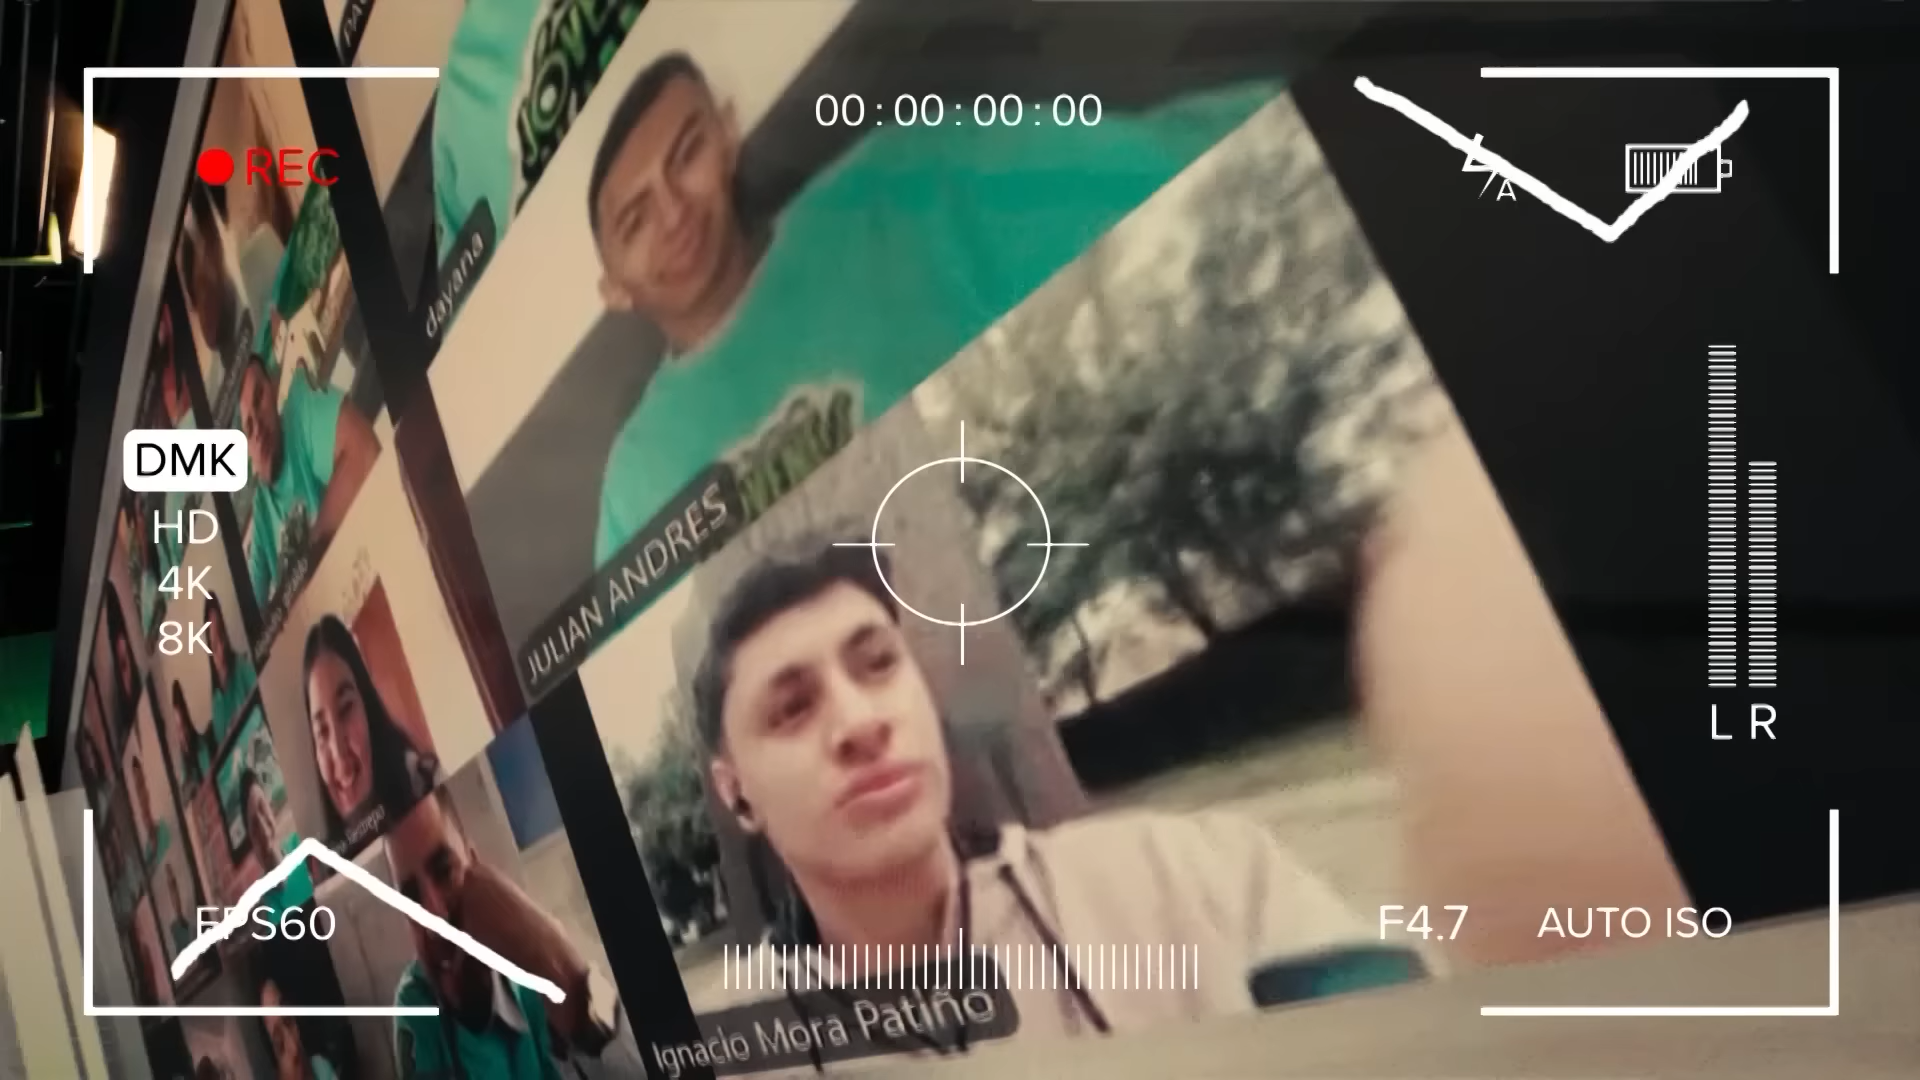 00:00:00:00
REC
A
JOVE
dayana
DMK
HD
4K
8K
JULIAN ANDRES
L R
FPS60
F4.7
AUTO ISO
Ignacio Mora Patiño